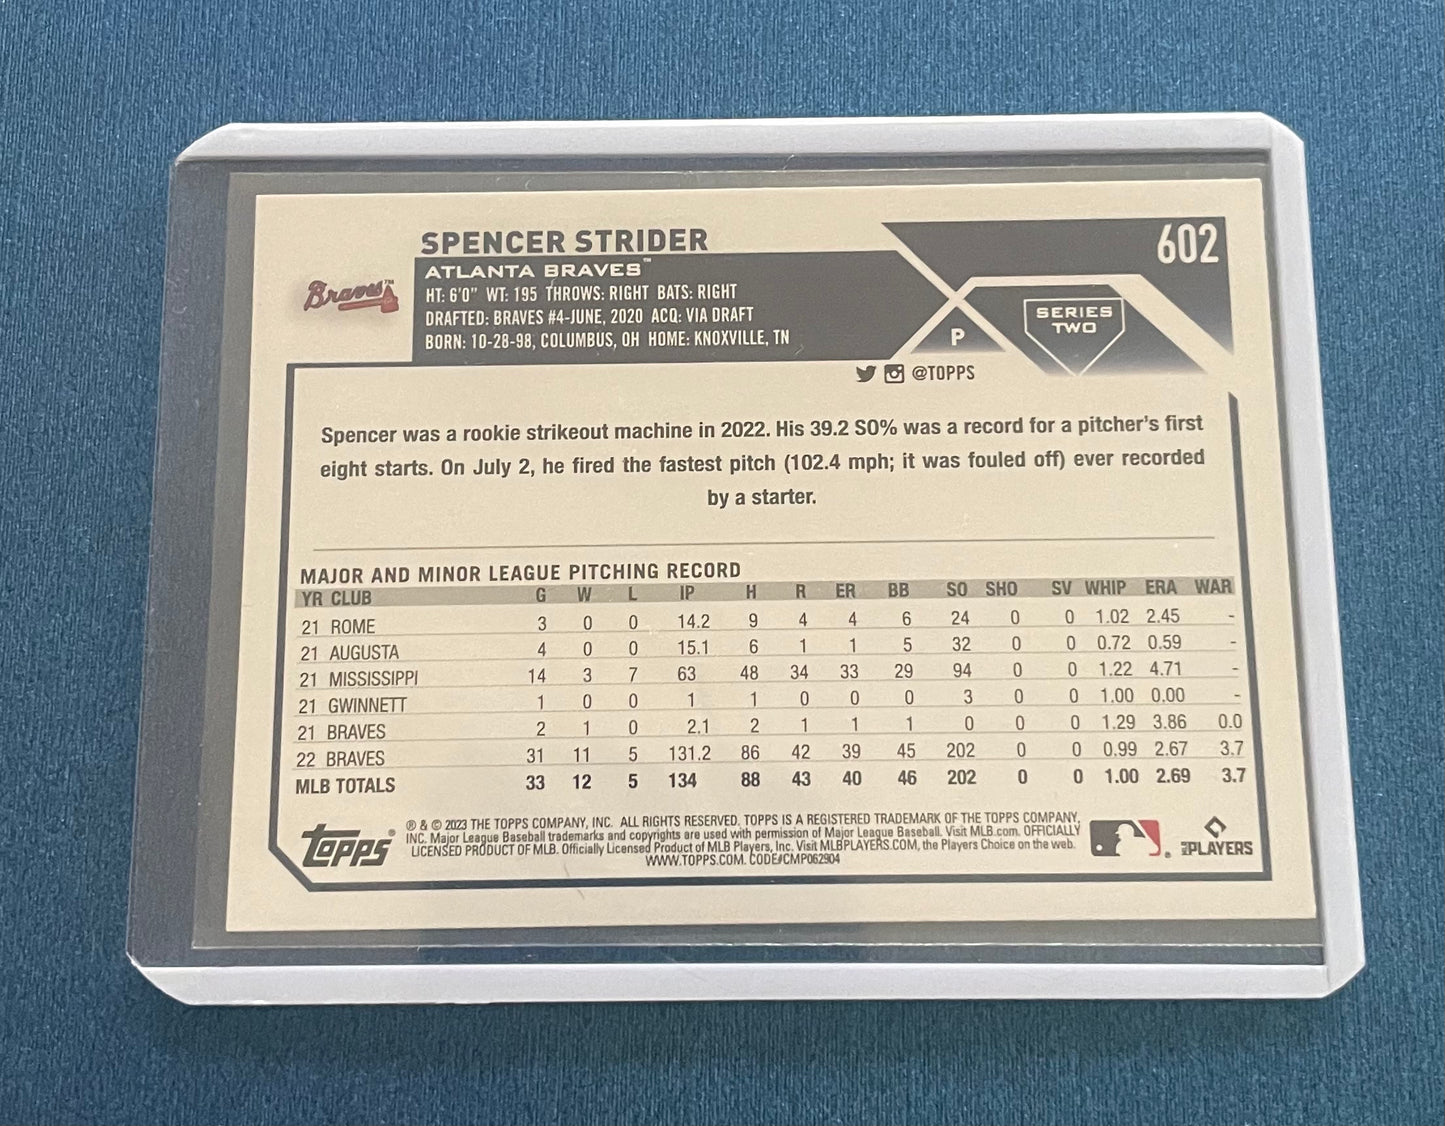 602
SPENCER STRIDER
Braves™
ATLANTA BRAVES™
HT: 6'0" WT: 195 THROWS: RIGHT BATS: RIGHT
DRAFTED: BRAVES #4-JUNE, 2020 ACQ: VIA DRAFT
BORN: 10-28-98, COLUMBUS, OH HOME: KNOXVILLE, TN
P
SERIES
TWO
@TOPPS
Spencer was a rookie strikeout machine in 2022. His 39.2 SO% was a record for a pitcher's first
eight starts. On July 2, he fired the fastest pitch (102.4 mph; it was fouled off) ever recorded
by a starter.
MAJOR AND MINOR LEAGUE PITCHING RECORD
YR CLUB G W L IP H R ER BB SO SHO SV WHIP ERA WAR
21 ROME 3 0 0 14.2 9 4 4 6 24 0 0 1.02 2.45 -
21 AUGUSTA 4 0 0 15.1 6 1 1 5 32 0 0 0.72 0.59 -
21 MISSISSIPPI 14 3 7 63 48 34 33 29 94 0 0 1.22 4.71 -
21 GWINNETT 1 0 0 1 1 0 0 0 3 0 0 1.00 0.00 -
21 BRAVES 2 1 0 2.1 2 1 1 1 0 0 0 1.29 3.86 0.0
22 BRAVES 31 11 5 131.2 86 42 39 45 202 0 0 0.99 2.67 3.7
MLB TOTALS 33 12 5 134 88 43 40 46 202 0 0 1.00 2.69 3.7
Topps®
® & © 2023 THE TOPPS COMPANY, INC. ALL RIGHTS RESERVED. TOPPS IS A REGISTERED TRADEMARK OF THE TOPPS COMPANY,
INC. Major League Baseball trademarks and copyrights are used with permission of Major League Baseball. Visit MLB.com. OFFICIALLY
LICENSED PRODUCT OF MLB. Officially Licensed Product of MLB Players, Inc. Visit MLBPLAYERS.COM, the Players Choice on the web.
WWW.TOPPS.COM. CODE#CMP062904
MLB PLAYERS